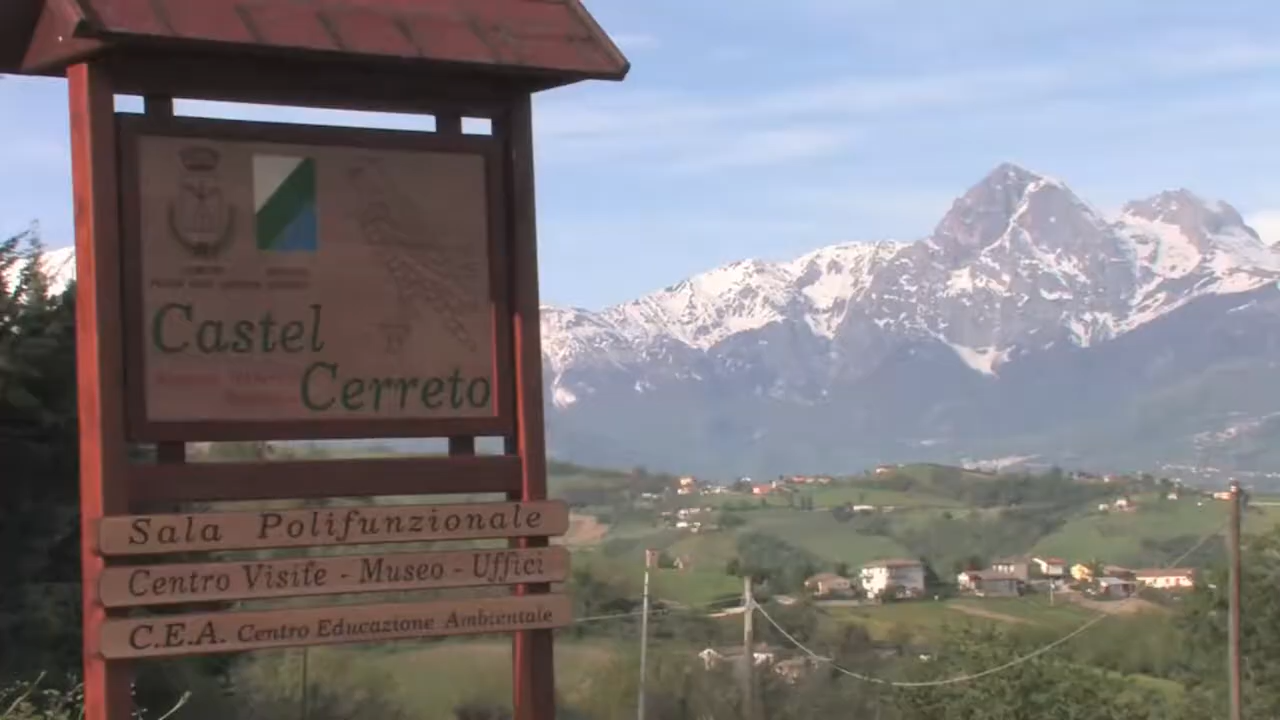 Castel
Cerreto
Sala Polifunzionale
Centro Visite - Museo - Uffici
C.E.A. Centro Educazione Ambientale